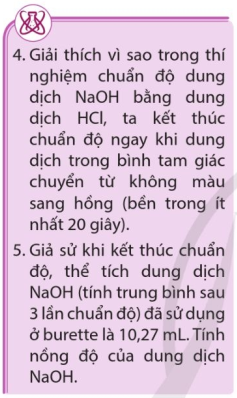 4. Giải thích vì sao trong thí
nghiệm chuẩn độ dung
dịch NaOH bằng dung
dịch HCl, ta kết thúc
chuẩn độ ngay khi dung
dịch trong bình tam giác
chuyển từ không màu
sang hồng (bền trong ít
nhất 20 giây).
5. Giả sử khi kết thúc chuẩn
độ, thể tích dung dịch
NaOH (tính trung bình sau
3 lần chuẩn độ) đã sử dụng
ở burette là 10,27 mL. Tính
nồng độ của dung dịch
NaOH.